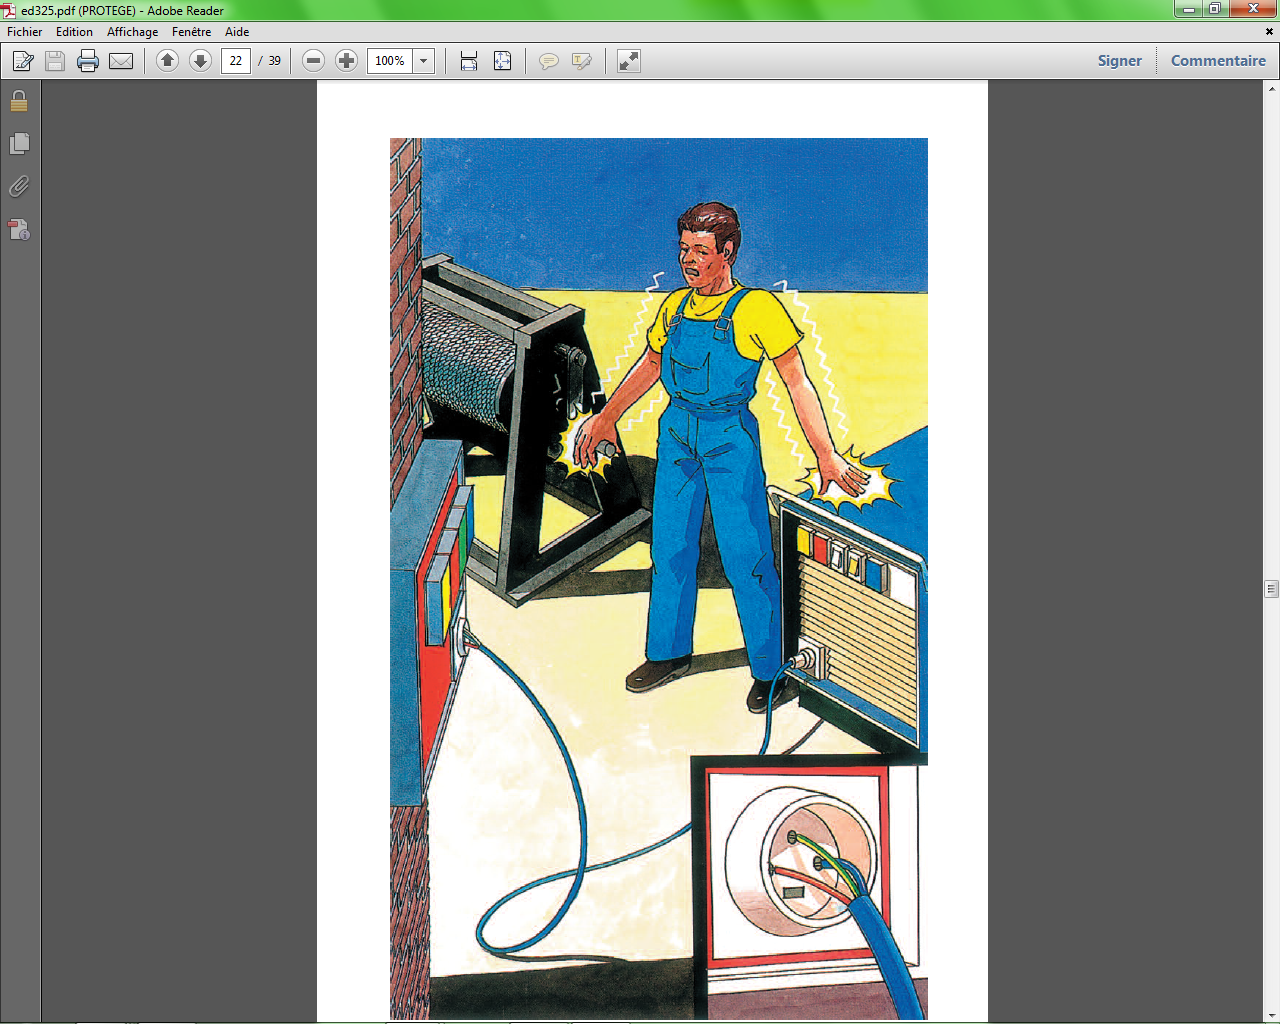 ed325.pdf (PROTEGE) - Adobe Reader
Fichier Edition Affichage Fenêtre Aide
22 / 39 100% Signer Commentaire